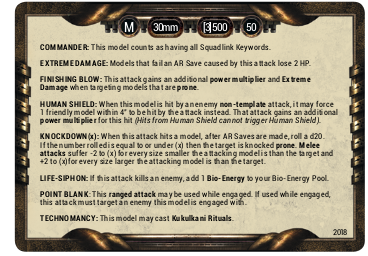 M 30mm [3]500 50
COMMANDER: This model counts as having all Squad link Keywords.
EXTREME DAMAGE: Models that fail an AR Save caused by this attack lose 2 HP.
FINISHING BLOW: This attack gains an additional power multiplier and Extreme
Damage when targeting models that are prone.
HUMAN SHIELD: When this model is hit by an enemy non-template attack, it may force
1 friendly model within 4" to be hit by the attack instead. That attack gains an additional
power multiplier for this hit (Hits from Human Shield cannot trigger Human Shield).
KNOCKDOWN(x): When this attack hits a model, after AR Saves are made, roll a d20.
If the number rolled is equal to or under (x) then the target is knocked prone. Melee
attacks suffer -2 to (x) for every size smaller the attacking model is than the target and
+2 to (x) for every size larger the attacking model is than the target.
LIFE-SIPHON: If this attack kills an enemy, add 1 Bio-Energy to your Bio-Energy Pool.
POINT BLANK: This ranged attack may be used while engaged. If used while engaged,
this attack must target an enemy this model is engaged with.
TECHNOMANCY: This model may cast Kukulkani Rituals.
2018